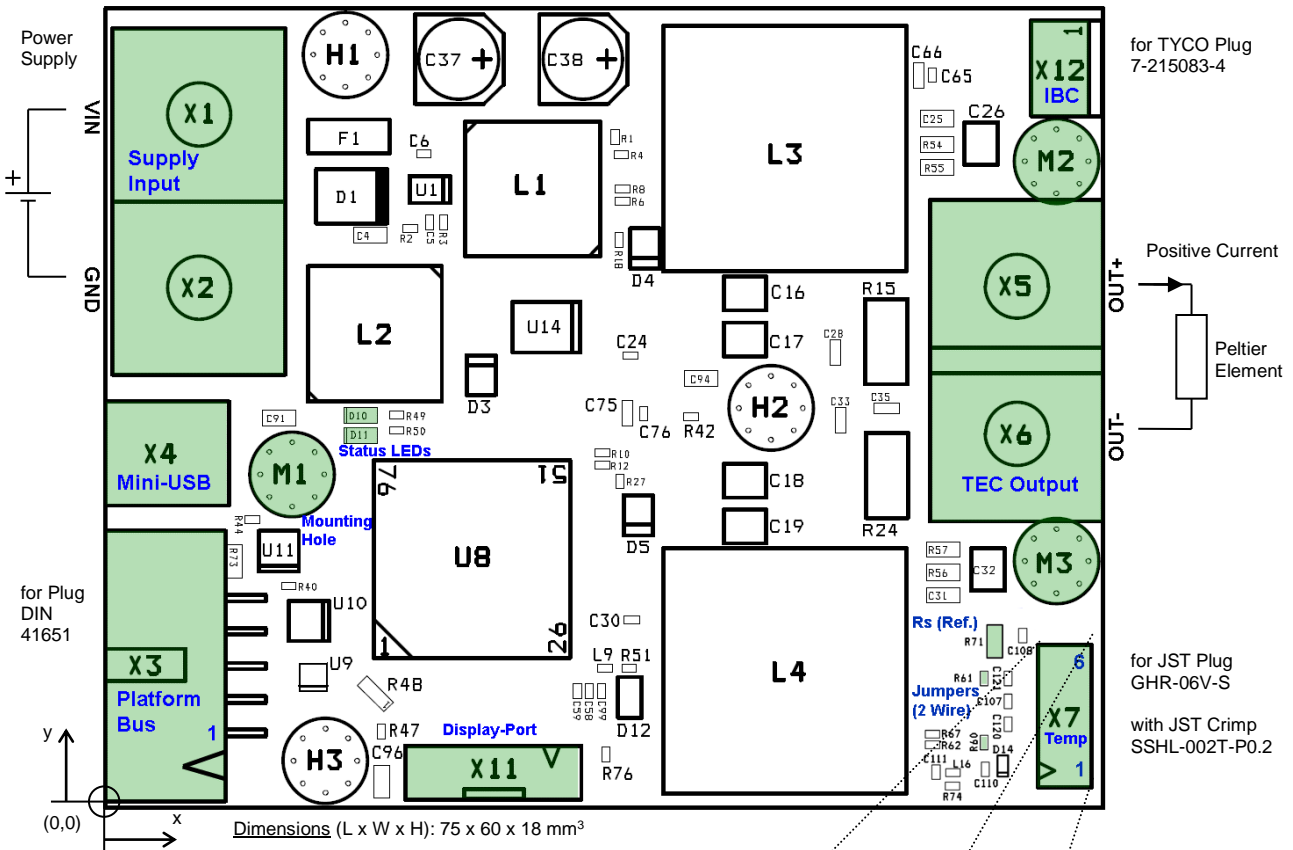 Power
Supply
VIN
+
GND
X1
Supply
Input
X2
H1
C37 +
C38 +
F1
C6
D1
U1
C4
R2
C5
R3
L1
R1
R4
R8
R6
R18
D4
L3
C66
C65
C25
R54
R55
C26
1
X12
IBC
M2
for TYCO Plug
7-215083-4
L2
U14
D3
C24
C16
C17
R15
C28
C94
H2
C33
C35
X5
OUT+
Positive Current
Peltier
Element
X6
OUT-
TEC Output
C91
D10
D11
R49
R50
Status LEDs
C75
C76
R42
X4
Mini-USB
M1
Mounting
Hole
R44
R73
U11
R40
U10
76
51
U8
1
26
R10
R12
R27
D5
C18
C19
R24
R57
R56
C31
C32
M3
for Plug
DIN
41651
X3
Platform
Bus
1
U9
R48
R47
C96
H3
C30
L9
R51
C59
C58
C99
D12
R76
L4
Rs (Ref.)
R71
C108
R61
C121
Jumpers
(2 Wire)
C107
C120
R67
R62
R60
D14
C111
L16
C110
R74
6
X7
Temp
1
for JST Plug
GHR-06V-S
with JST Crimp
SSHL-002T-P0.2
Display-Port
X11
y
x
(0,0)
Dimensions (L x W x H): 75 x 60 x 18 mm³